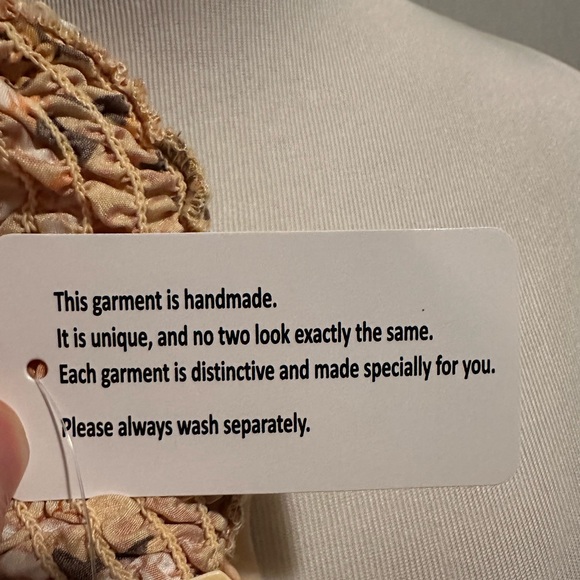 This garment is handmade.
It is unique, and no two look exactly the same.
Each garment is distinctive and made specially for you.
Please always wash separately.